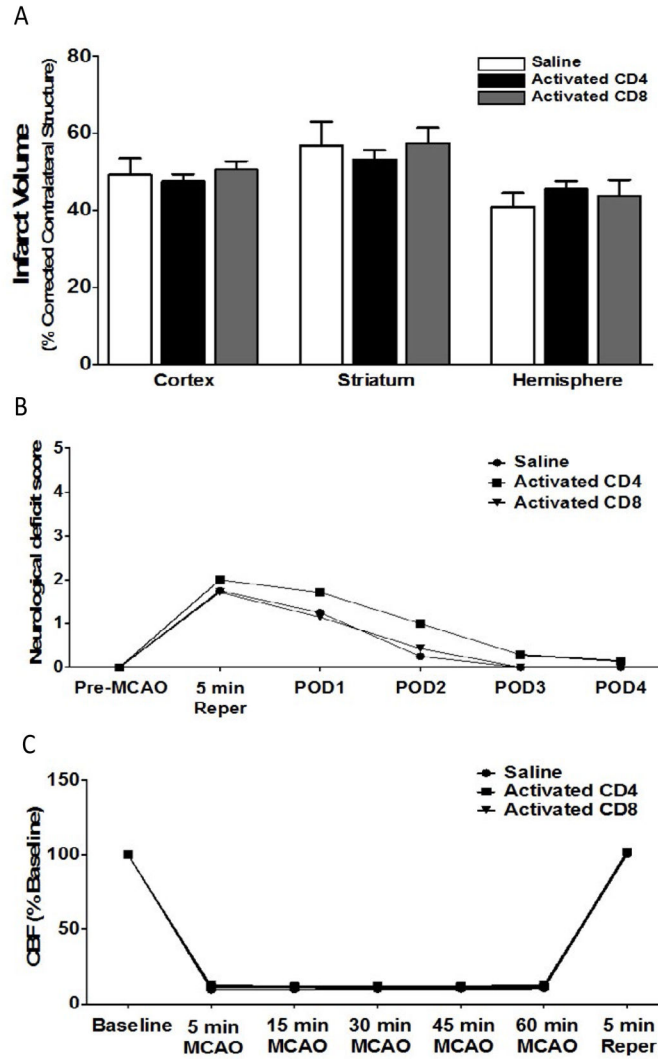 A
Infarct Volume
(% Corrected Contralateral Structure)
80
60
40
20
0
Saline
Activated CD4
Activated CD8
Cortex
Striatum
Hemisphere
B
Neurological deficit score
5
4
3
2
1
0
Saline
Activated CD4
Activated CD8
Pre-MCAO
5 min
Reper
POD1
POD2
POD3
POD4
C
CBF (% Baseline)
150
100
50
0
Saline
Activated CD4
Activated CD8
Baseline
5 min
MCAO
15 min
MCAO
30 min
MCAO
45 min
MCAO
60 min
MCAO
5 min
Reper